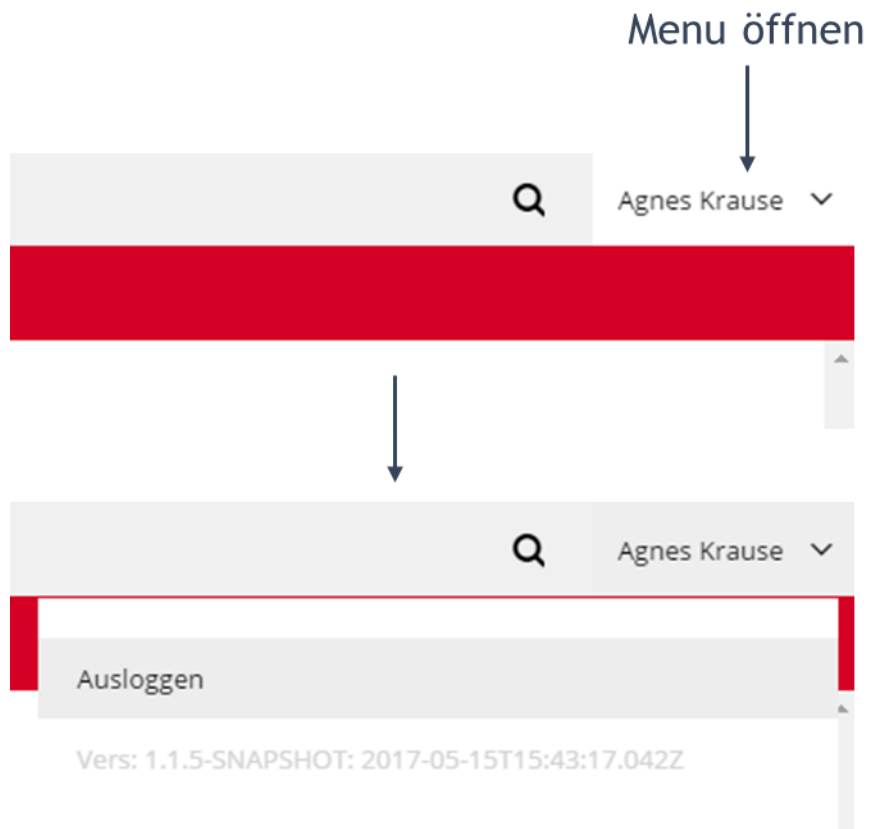 Menu öffnen
Agnes Krause
Agnes Krause
Ausloggen
Vers: 1.1.5-SNAPSHOT: 2017-05-15T15:43:17.042Z